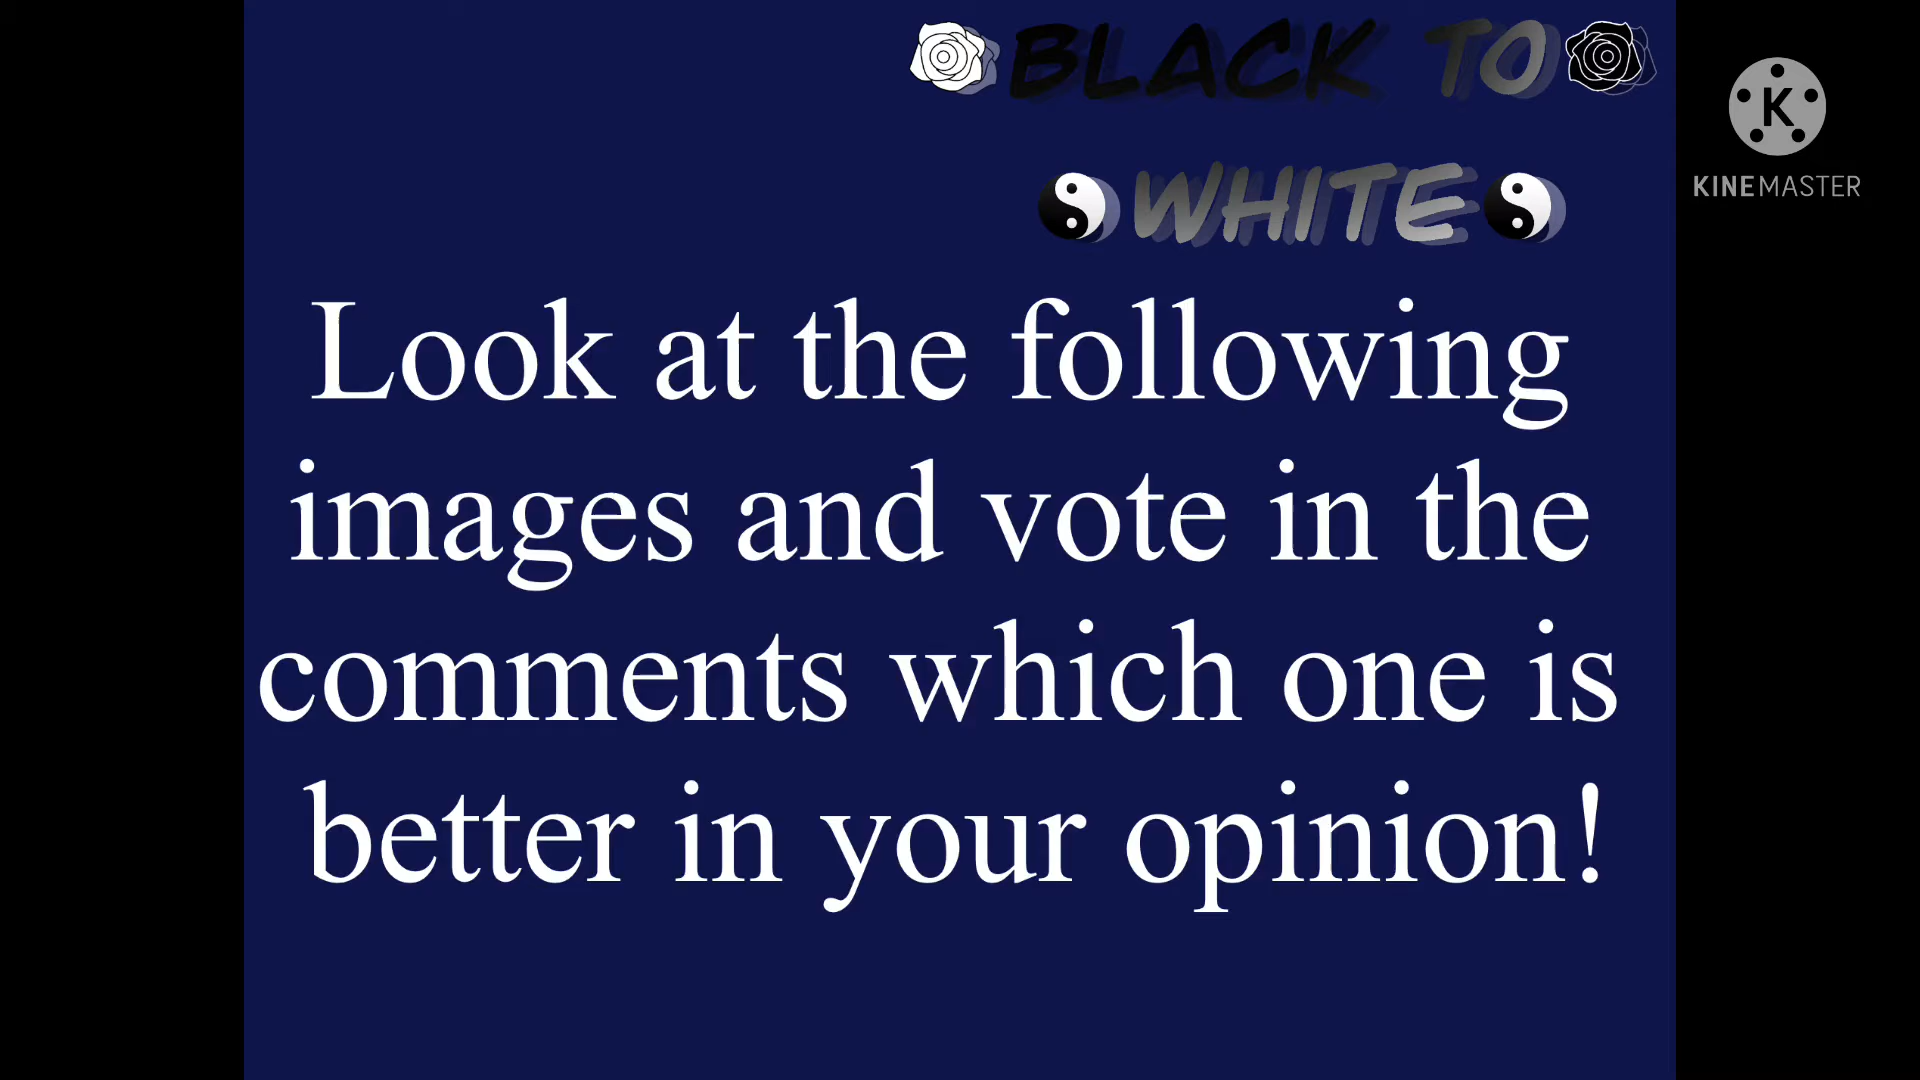 BLACK TO
WHITE
K
KINEMASTER
Look at the following
images and vote in the
comments which one is
better in your opinion!